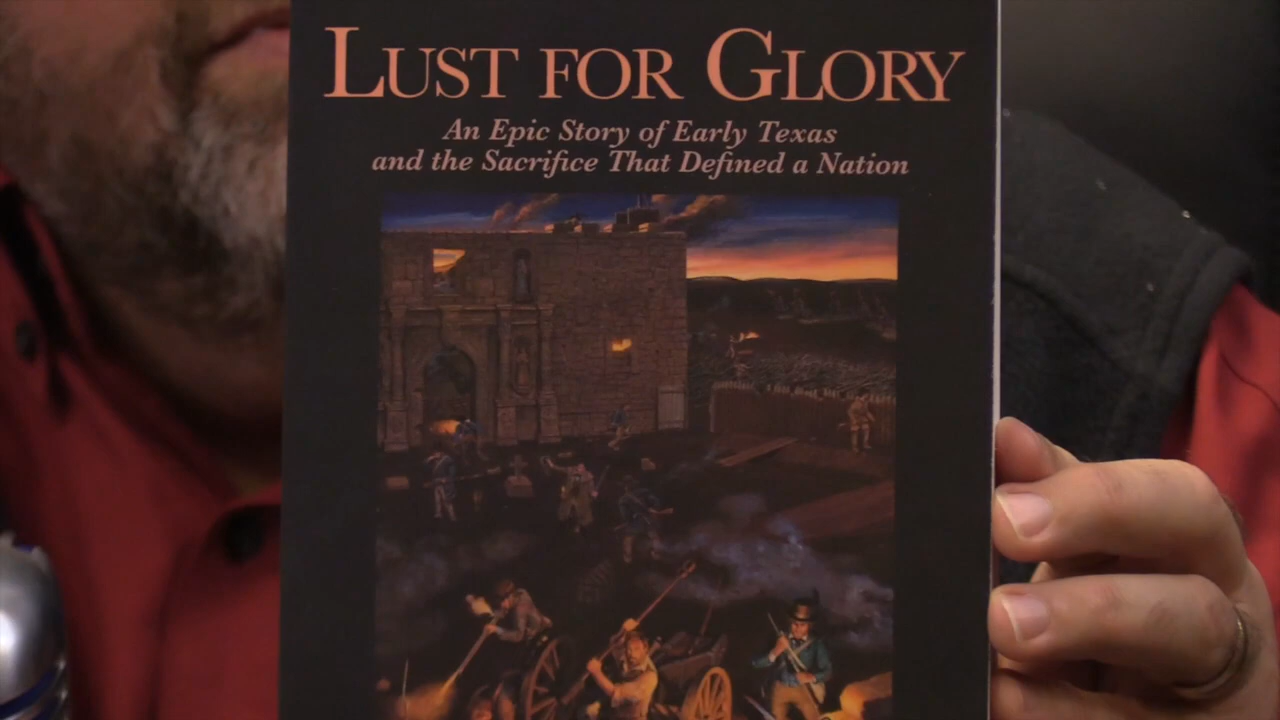 LUST FOR GLORY
An Epic Story of Early Texas
and the Sacrifice That Defined a Nation